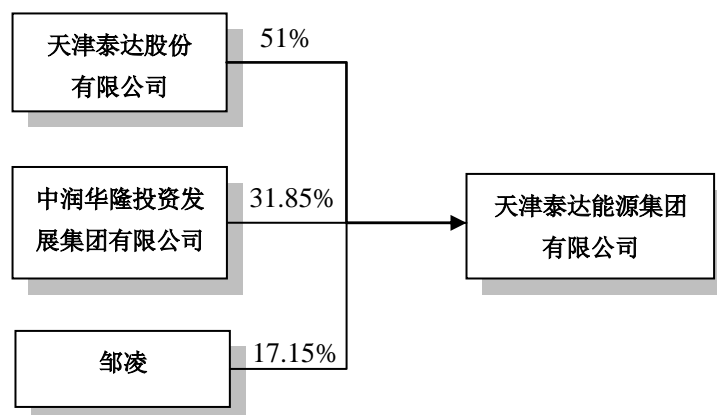 天津泰达股份
有限公司
51%
中润华隆投资发
展集团有限公司
31.85%
天津泰达能源集团
有限公司
邹凌
17.15%